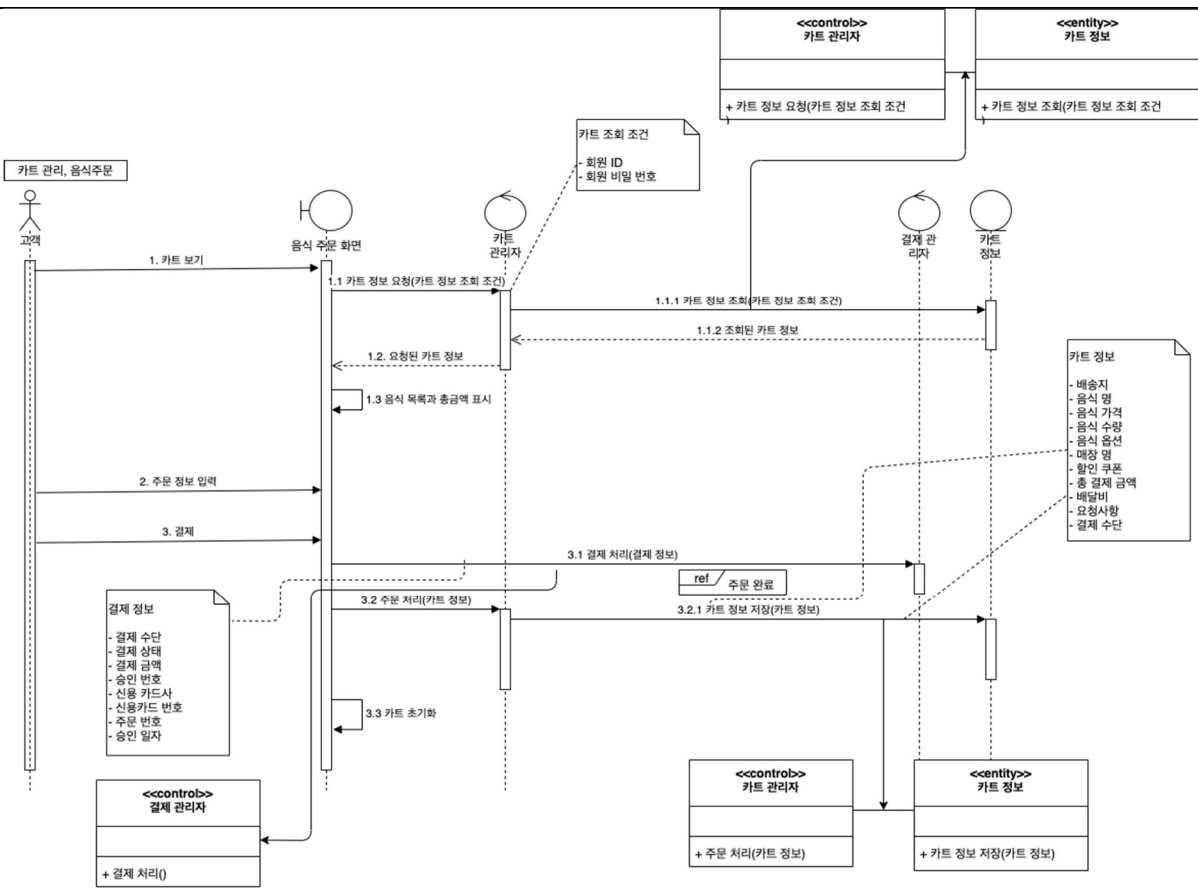 <<control>>
카트 관리자
+ 카트 정보 요청(카트 정보 조회 조건
)
<<entity>>
카트 정보
+ 카트 정보 조회(카트 정보 조회 조건
)
카트 조회 조건
- 회원 ID
- 회원 비밀 번호
카트 관리, 음식주문
고객
음식 주문 화면
카트
관리자
결제 관
리자
카트
정보
1. 카트 보기
1.1 카트 정보 요청(카트 정보 조회 조건)
1.1.1 카트 정보 조회(카트 정보 조회 조건)
1.1.2 조회된 카트 정보
1.2. 요청된 카트 정보
1.3 음식 목록과 총금액 표시
카트 정보
- 배송지
- 음식 명
- 음식 가격
- 음식 수량
- 음식 옵션
- 매장 명
- 할인 쿠폰
- 총 결제 금액
- 배달비
- 요청사항
- 결제 수단
2. 주문 정보 입력
3. 결제
3.1 결제 처리(결제 정보)
ref
주문 완료
3.2 주문 처리(카트 정보)
3.2.1 카트 정보 저장(카트 정보)
결제 정보
- 결제 수단
- 결제 상태
- 결제 금액
- 승인 번호
- 신용 카드사
- 신용카드 번호
- 주문 번호
- 승인 일자
3.3 카트 초기화
<<control>>
결제 관리자
+ 결제 처리()
<<control>>
카트 관리자
+ 주문 처리(카트 정보)
<<entity>>
카트 정보
+ 카트 정보 저장(카트 정보)